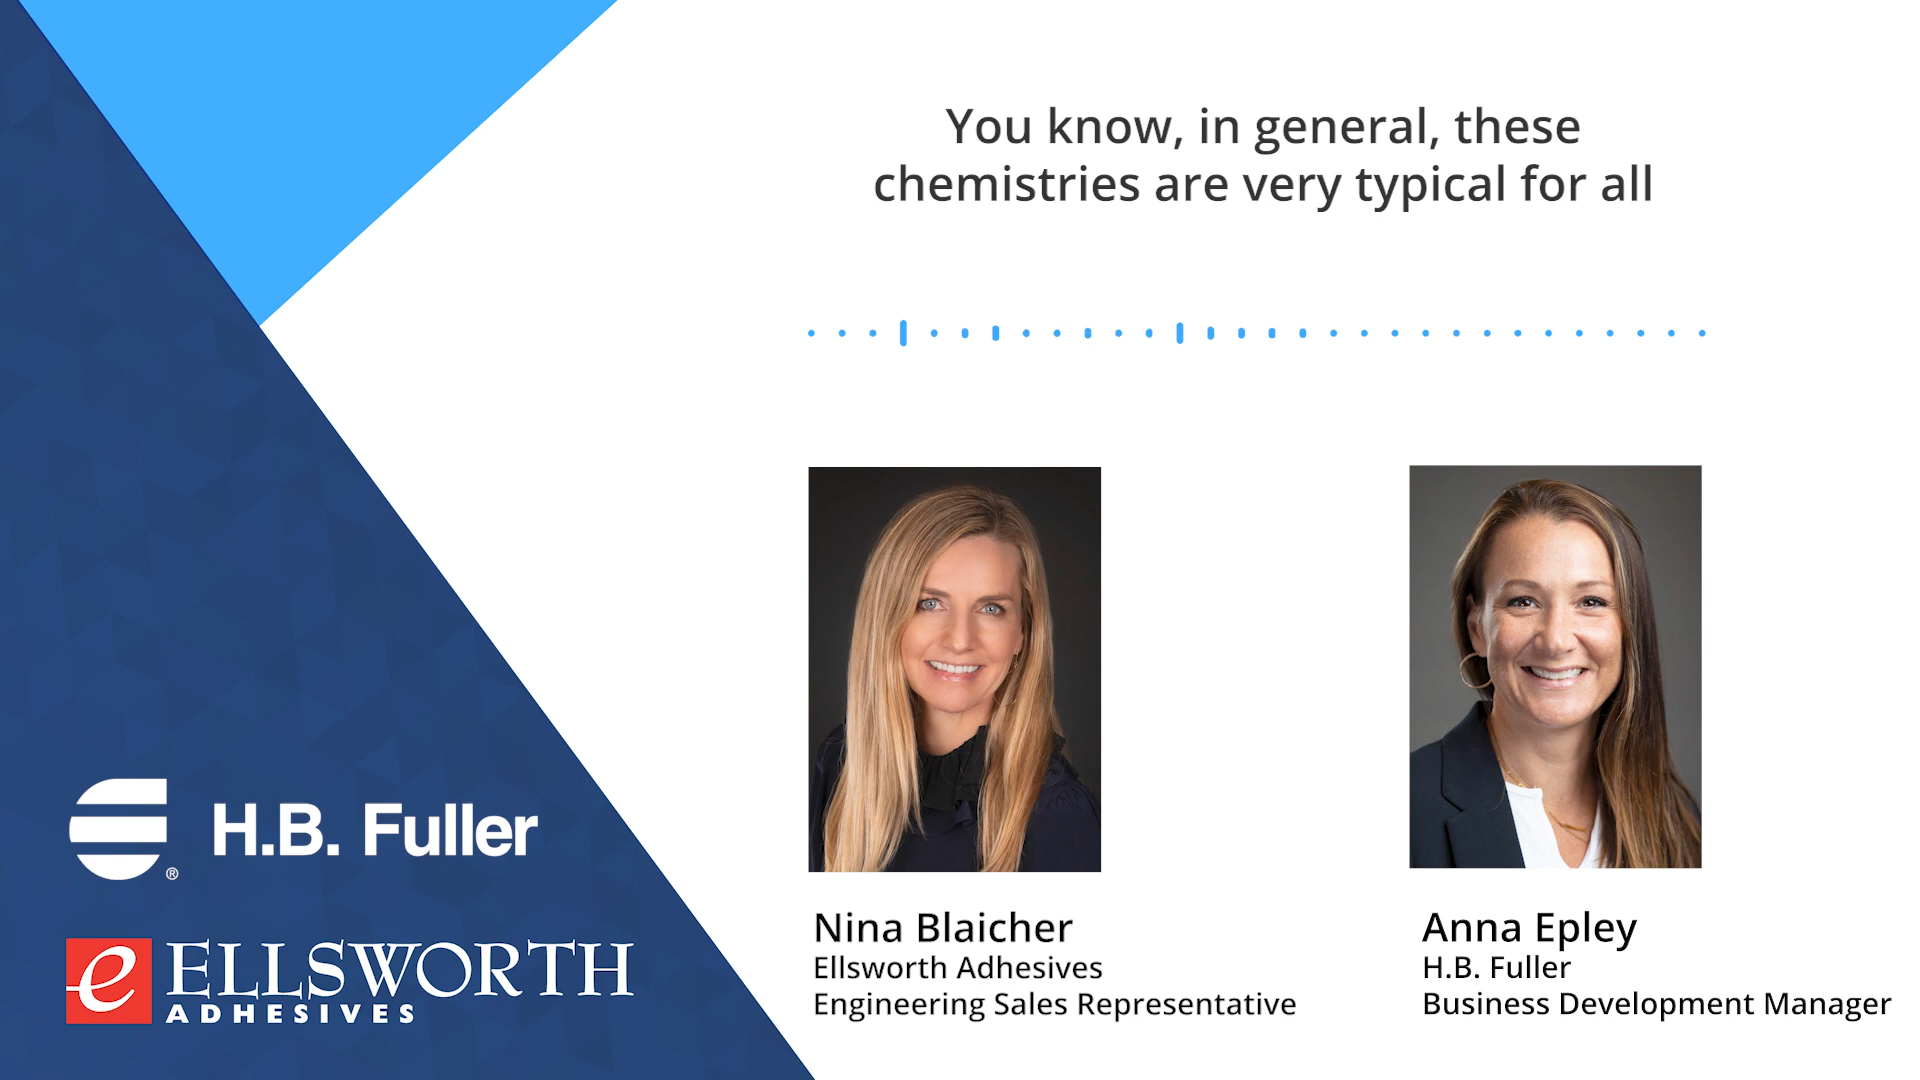 You know, in general, these
chemistries are very typical for all
Nina Blaicher
Ellsworth Adhesives
Engineering Sales Representative
Anna Epley
H.B. Fuller
Business Development Manager
® H.B. Fuller
e ELLSWORTH
ADHESIVES